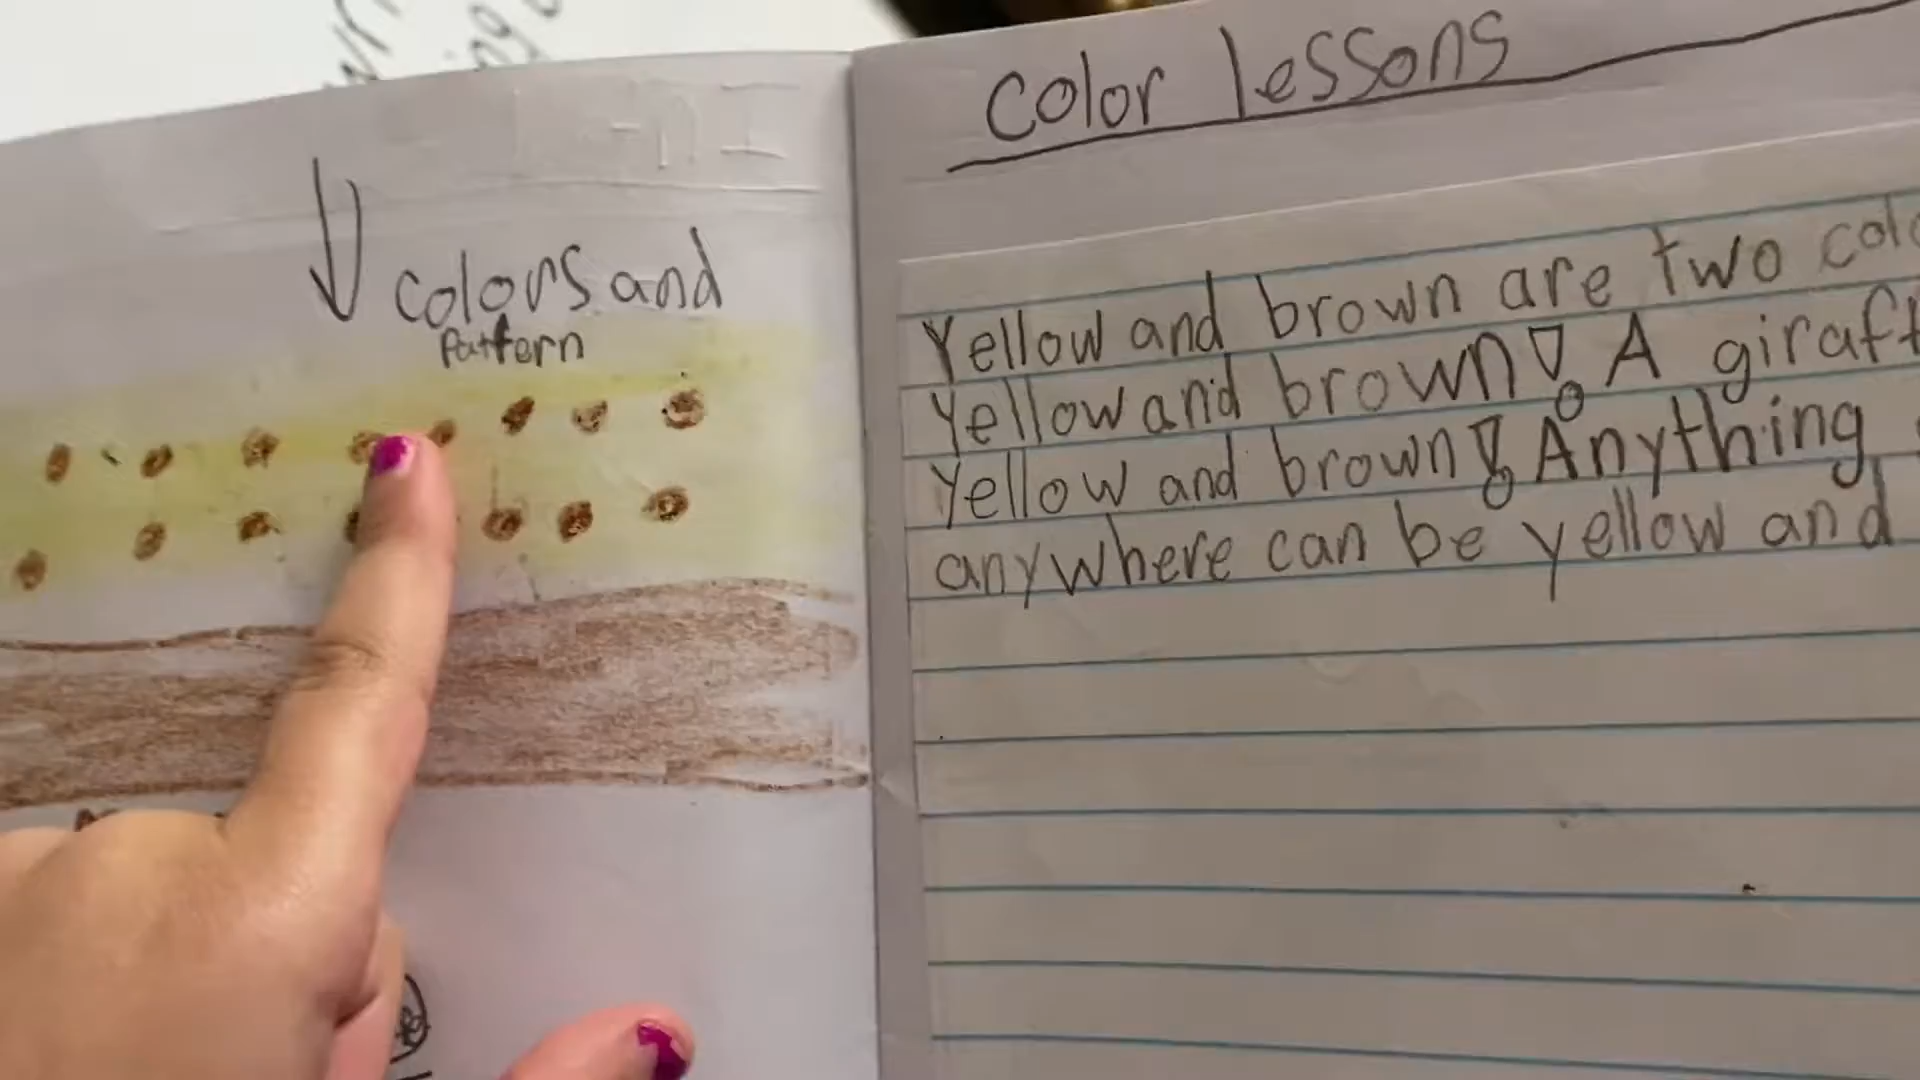 Colors and
Pattern
Color lessons
Yellow and brown are two
Yellow and brown! A
Yellow and brown! Anything
anywhere can be yellow and